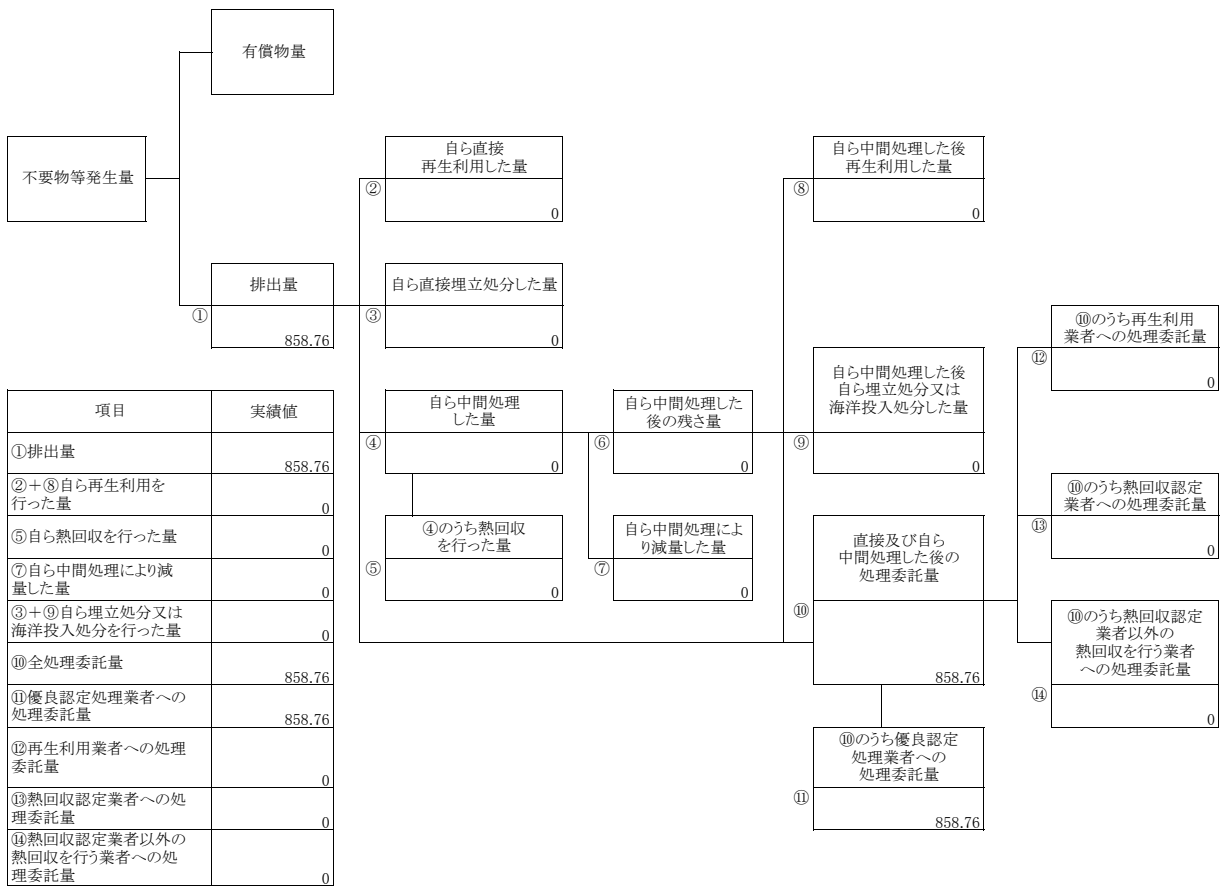 有償物量
不要物等発生量
排出量
①
858.76
自ら直接
再生利用した量
②
0
自ら直接埋立処分した量
③
0
自ら中間処理
した量
④
0
④のうち熱回収
を行った量
⑤
0
自ら中間処理した
後の残さ量
⑥
0
自ら中間処理によ
り減量した量
⑦
0
自ら中間処理した後
再生利用した量
⑧
0
自ら中間処理した後
自ら埋立処分又は
海洋投入処分した量
⑨
0
直接及び自ら
中間処理した後の
処理委託量
⑩
858.76
⑩のうち優良認定
処理業者への
処理委託量
⑪
858.76
⑩のうち再生利用
業者への処理委託量
⑫
0
⑩のうち熱回収認定
業者への処理委託量
⑬
0
⑩のうち熱回収認定
業者以外の
熱回収を行う業者
への処理委託量
⑭
0
項目 実績値
①排出量
858.76
②＋⑧自ら再生利用を
行った量
0
⑤自ら熱回収を行った量
0
⑦自ら中間処理により減
量した量
0
③＋⑨自ら埋立処分又は
海洋投入処分を行った量
0
⑩全処理委託量
858.76
⑪優良認定処理業者への
処理委託量
858.76
⑫再生利用業者への処理
委託量
0
⑬熱回収認定業者への処
理委託量
0
⑭熱回収認定業者以外の
熱回収を行う業者への処
理委託量
0